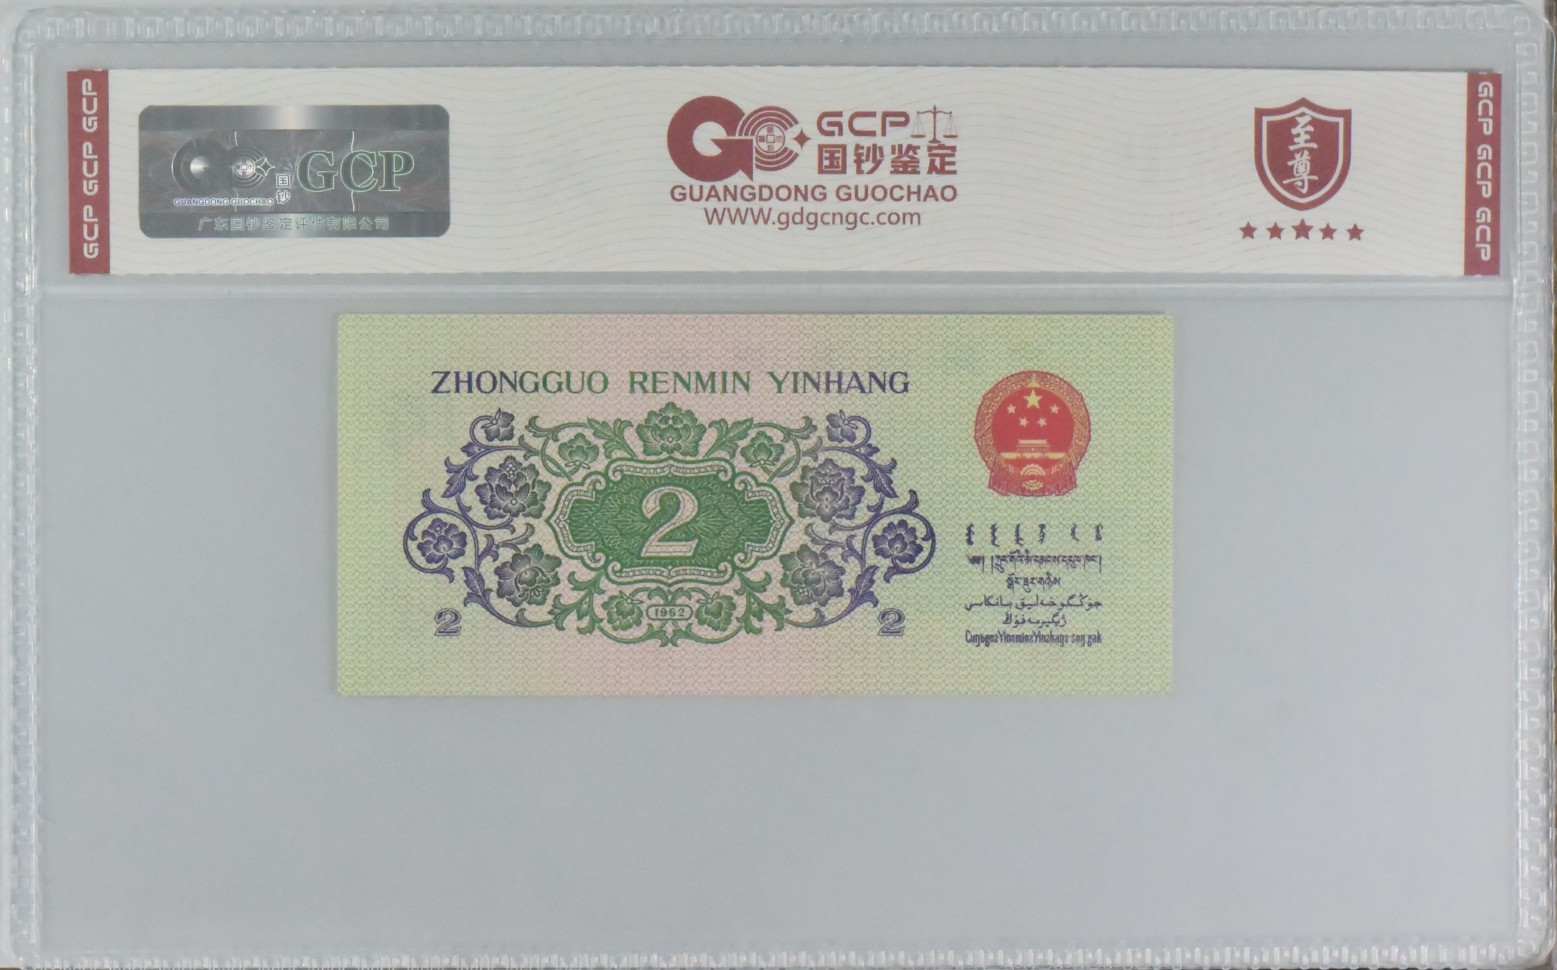 GCP GCP GCP
GCP
国
钞
GUANGDONG GUOCHAO
广东国钞鉴定评估有限公司
GCP
国钞鉴定
GUANGDONG GUOCHAO
WWW.gdgcngc.com
至
尊
GCP GCP GCP
ZHONGGUO RENMIN YINHANG
2
1962
2
2